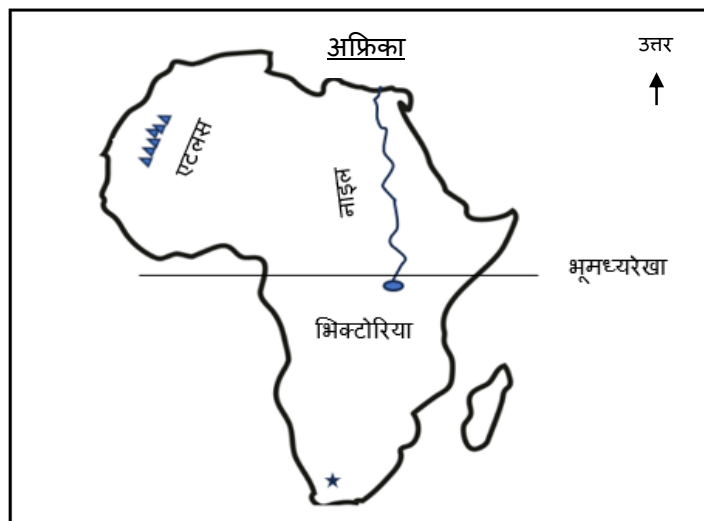 अफ्रिका
उत्तर
एटलस
नाइल
भूमध्यरेखा
भिक्टोरिया